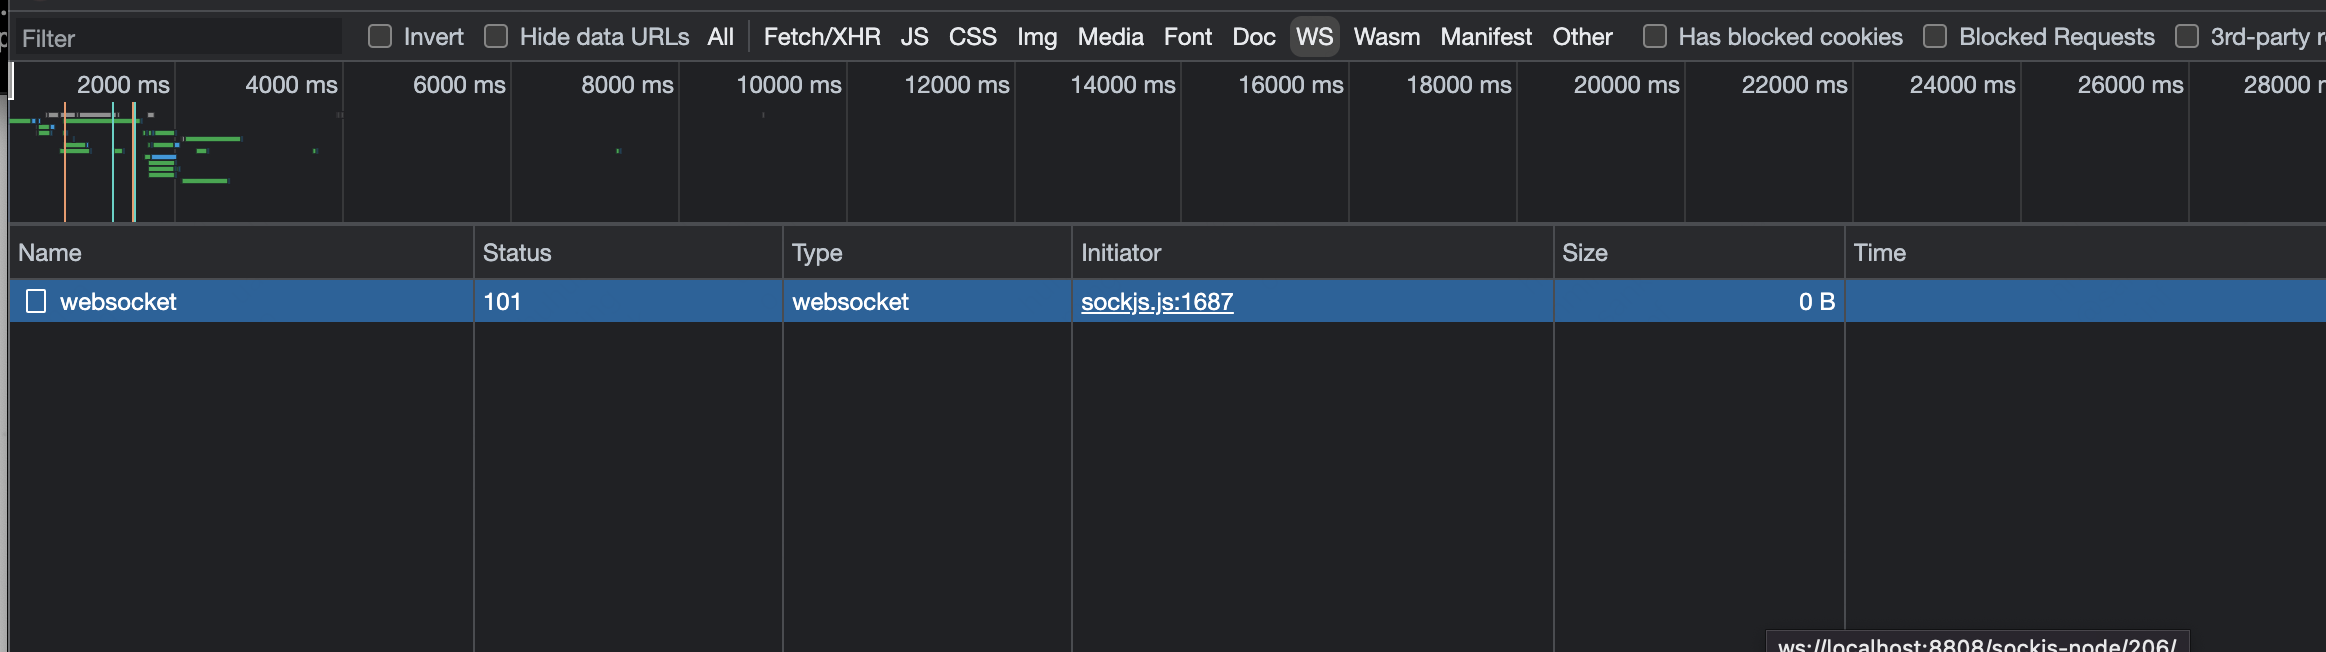 Filter Invert Hide data URLs All Fetch/XHR JS CSS Img Media Font Doc WS Wasm Manifest Other Has blocked cookies Blocked Requests 3rd-party
2000 ms 4000 ms 6000 ms 8000 ms 10000 ms 12000 ms 14000 ms 16000 ms 18000 ms 20000 ms 22000 ms 24000 ms 26000 ms 28000
Name Status Type Initiator Size Time
websocket 101 websocket sockjs.js:1687 0 B
ws://localhost:8808/sockjs-node/206/